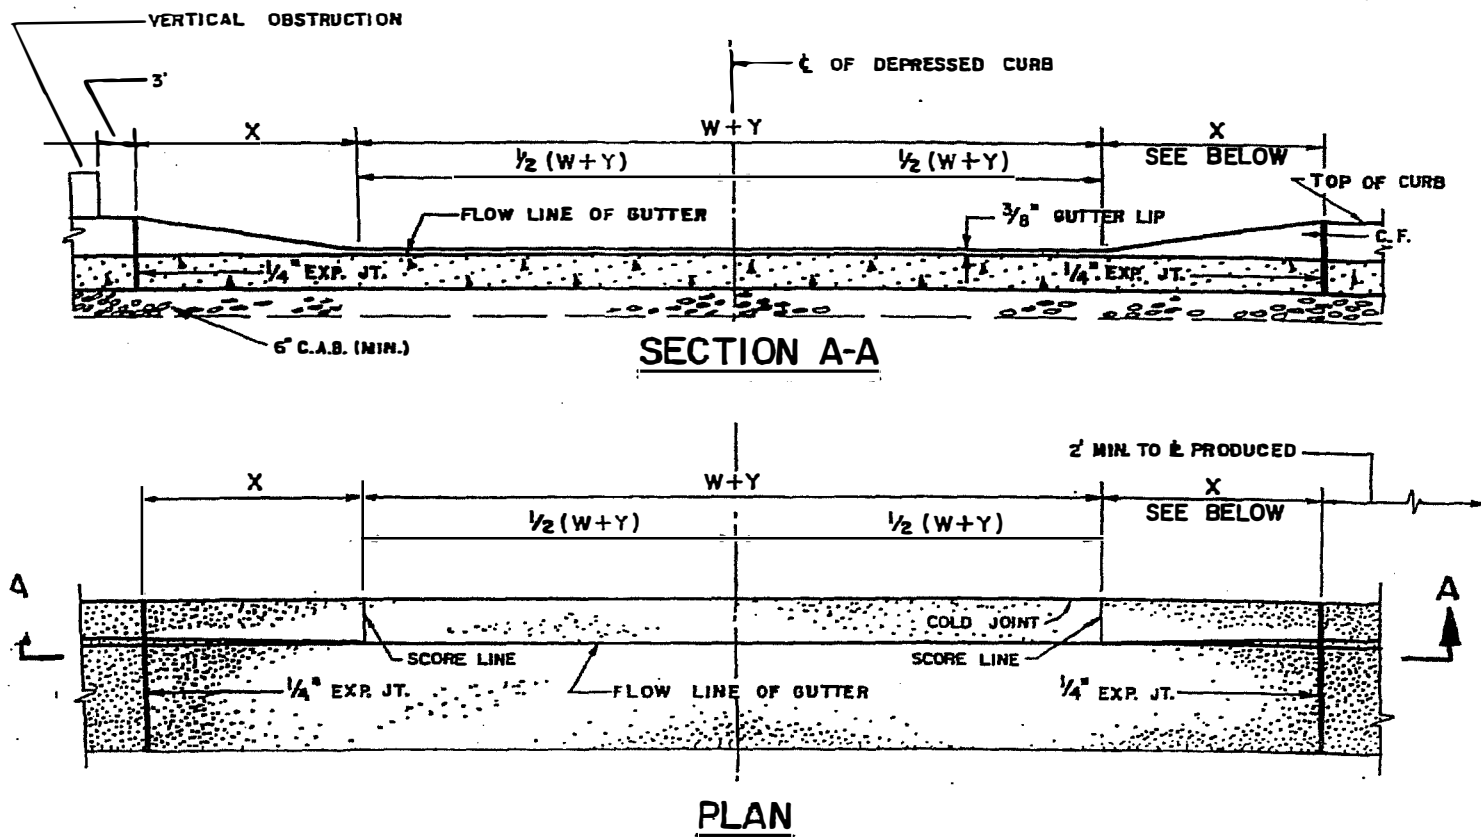 VERTICAL OBSTRUCTION
3'
℄ OF DEPRESSED CURB
X
W+Y
X
SEE BELOW
½ (W+Y)
½ (W+Y)
TOP OF CURB
FLOW LINE OF GUTTER
3/8" GUTTER LIP
C.F.
¼" EXP. JT.
¼" EXP. JT.
6" C.A.B. (MIN.)
SECTION A-A
2' MIN. TO ⅊ PRODUCED
X
W+Y
X
SEE BELOW
½ (W+Y)
½ (W+Y)
A
A
COLD JOINT
SCORE LINE
SCORE LINE
¼" EXP. JT.
FLOW LINE OF GUTTER
¼" EXP. JT.
PLAN